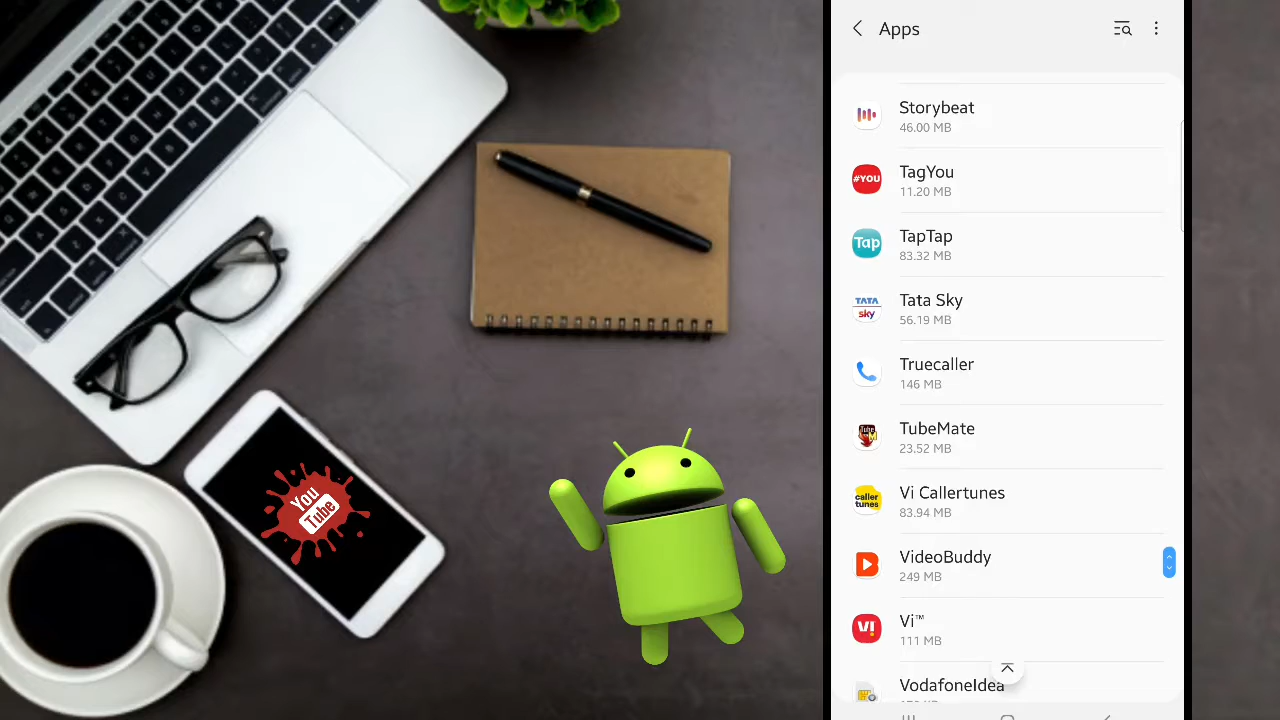 Apps
Storybeat
46.00 MB
#YOU
TagYou
11.20 MB
Tap
TapTap
83.32 MB
TATA
sky
Tata Sky
56.19 MB
Truecaller
146 MB
Tube
M
TubeMate
23.52 MB
caller
tunes
Vi Callertunes
83.94 MB
VideoBuddy
249 MB
VI
Vi™
111 MB
VodafoneIdea
You
Tube